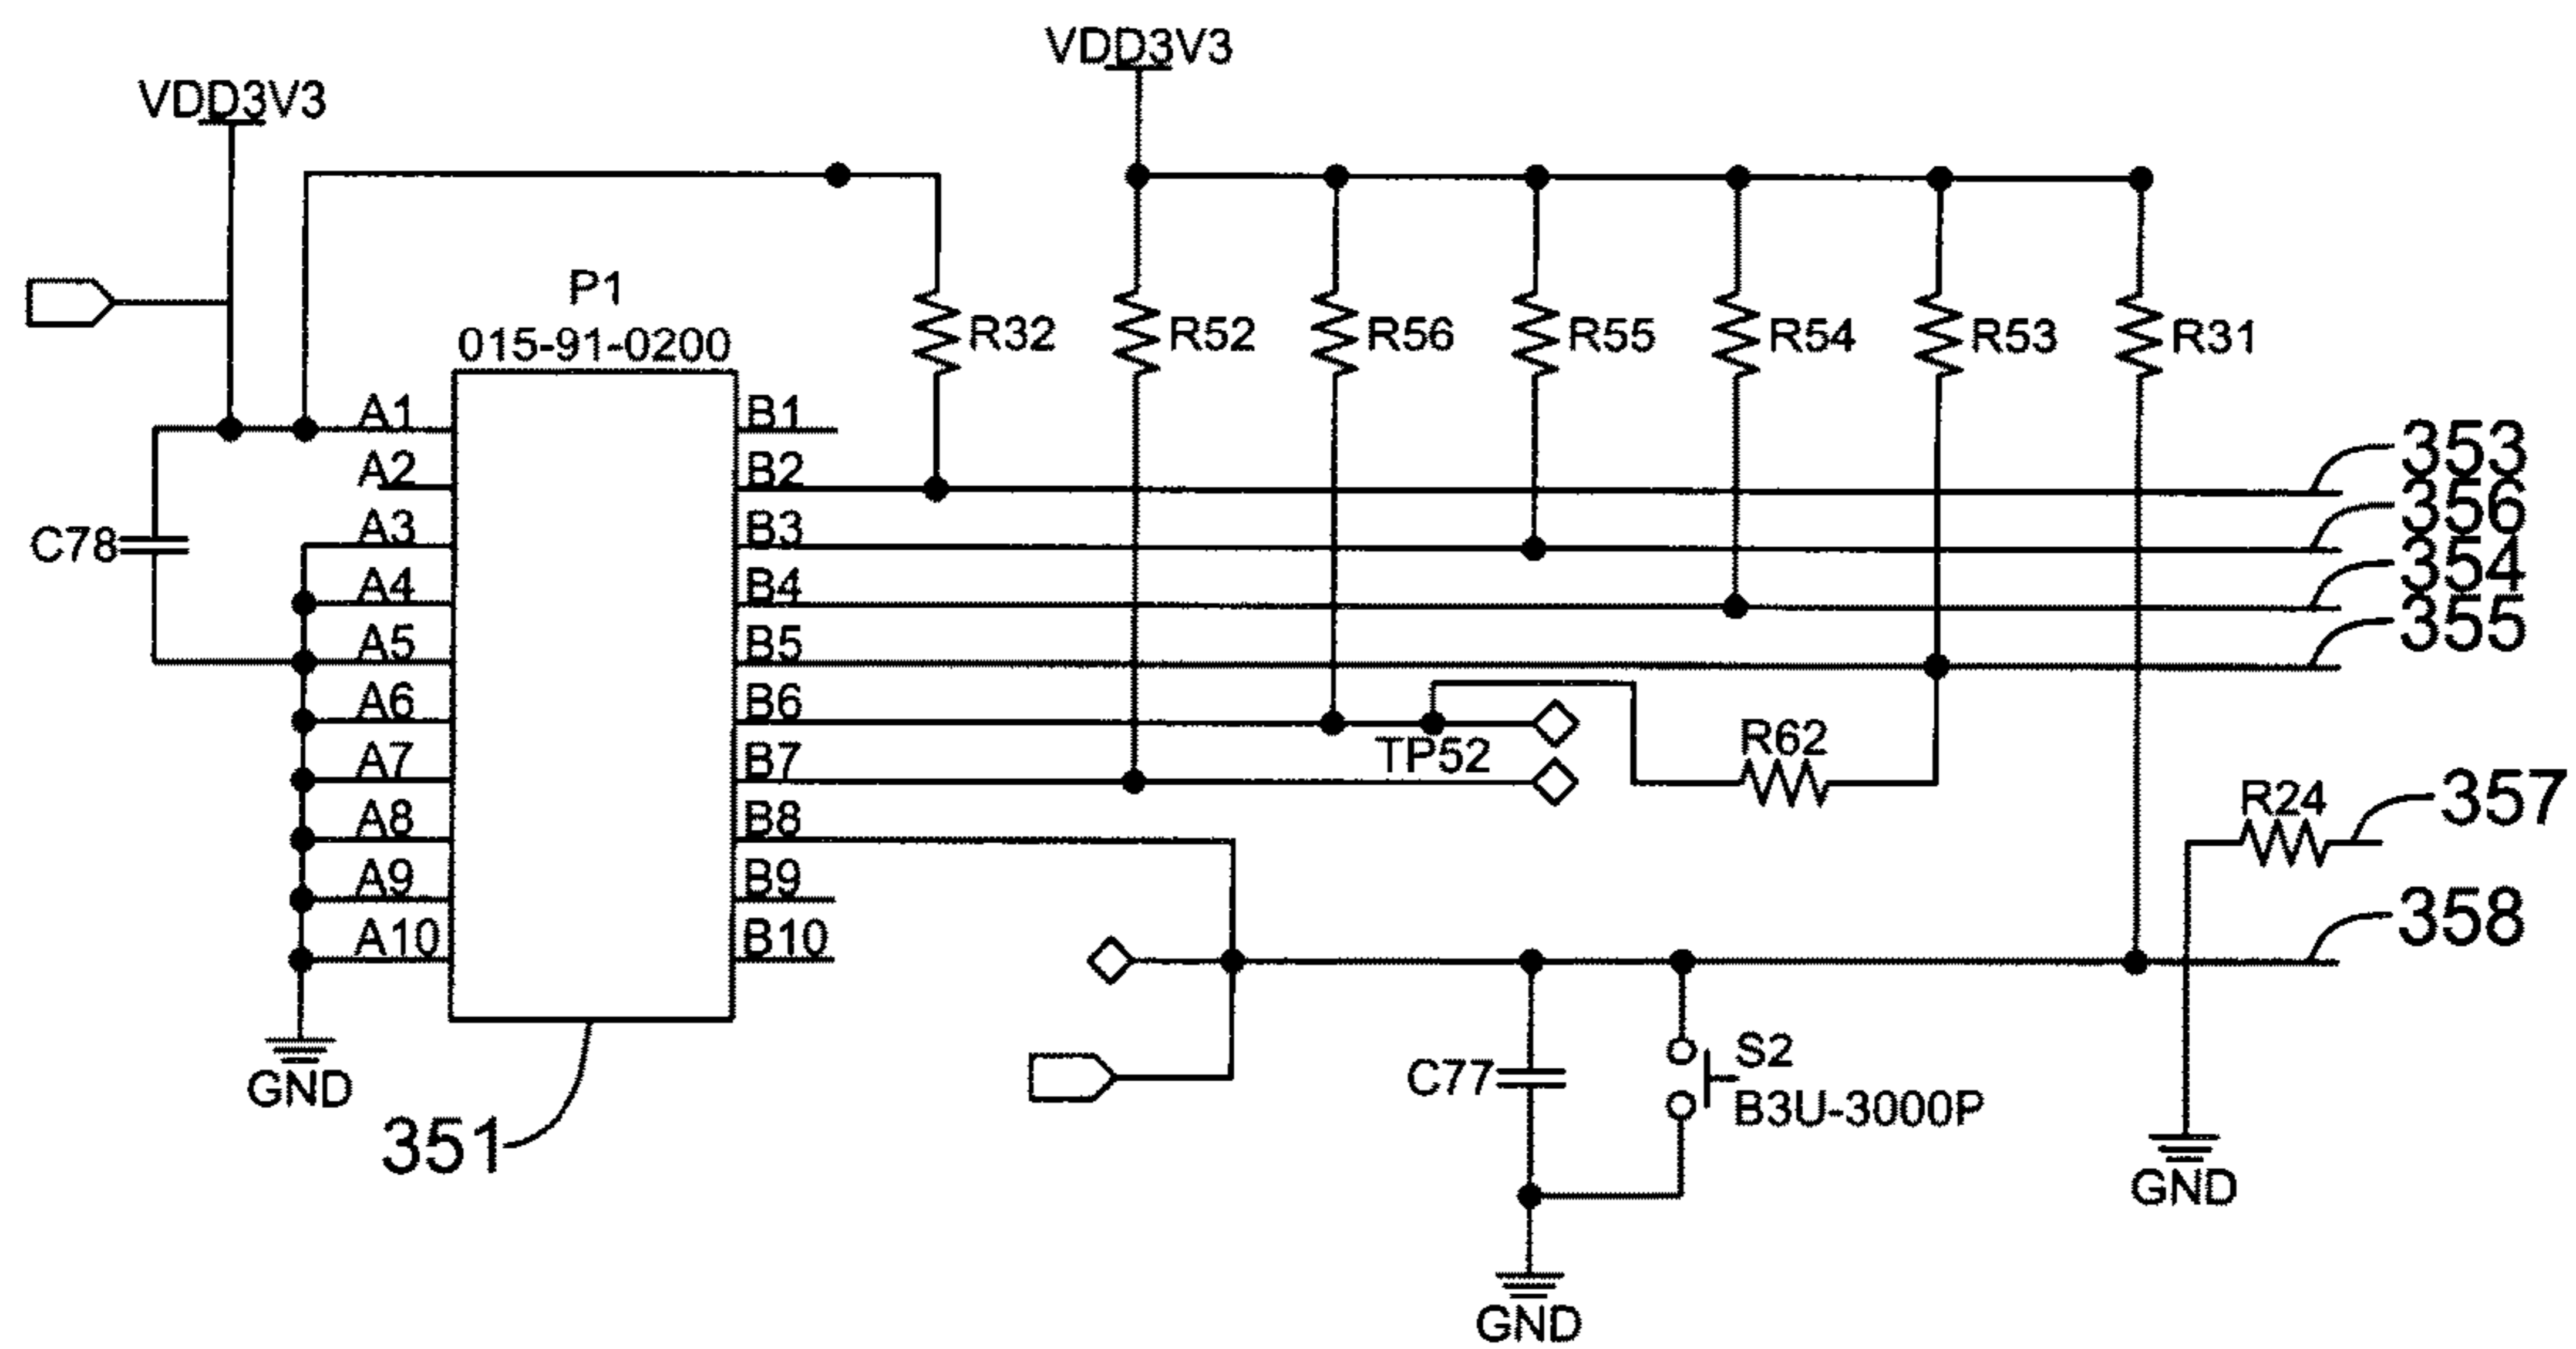 VDD3V3
VDD3V3
P1
015-91-0200
R32
R52
R56
R55
R54
R53
R31
A1
B1
A2
B2
353
A3
B3
356
C78
A4
B4
354
A5
B5
355
A6
B6
R62
A7
B7
TP52
R24
357
A8
B8
A9
B9
358
A10
B10
GND
351
C77
S2
B3U-3000P
GND
GND